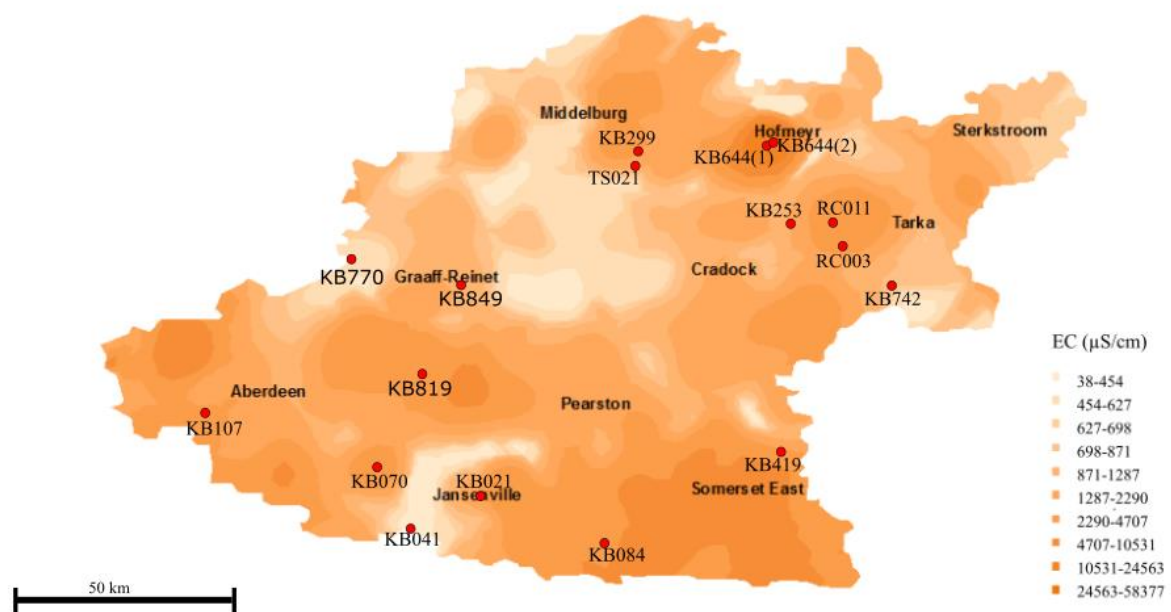 Middelburg
KB299
TS021
Hofmeyr
KB644(1)
KB644(2)
Sterkstroom
KB253
RC011
Tarka
RC003
KB770
Graaff-Reinet
KB849
Cradock
KB742
EC (µS/cm)
38-454
454-627
627-698
698-871
871-1287
1287-2290
2290-4707
4707-10531
10531-24563
24563-58377
Aberdeen
KB819
Pearston
KB107
KB070
KB021
Jansenville
KB419
Somerset East
KB041
KB084
50 km